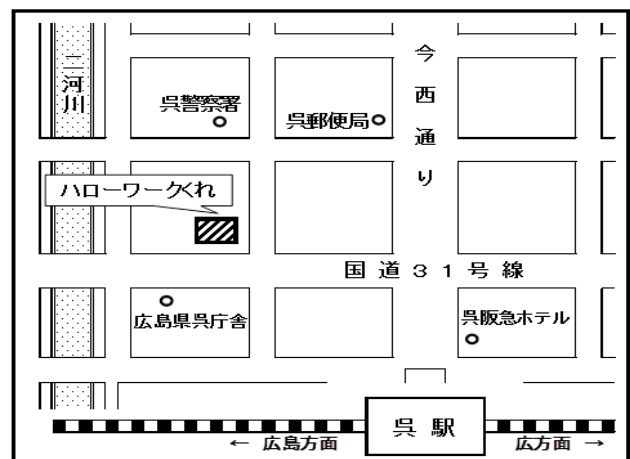 二河川
今西通り
呉警察署
呉郵便局
ハローワークくれ
国道31号線
広島県呉庁舎
呉阪急ホテル
呉駅
← 広島方面
広方面 →